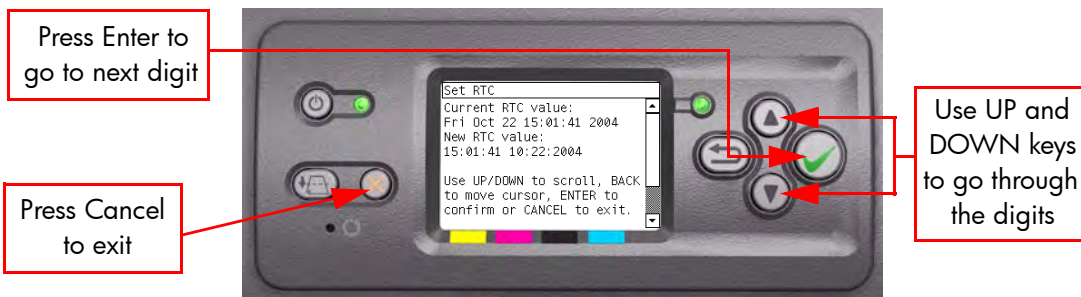 Press Enter to
go to next digit
Set RTC
Current RTC value:
Fri Oct 22 15:01:41 2004
New RTC value:
15:01:41 10:22:2004
Use UP/DOWN to scroll, BACK
to move cursor, ENTER to
confirm or CANCEL to exit.
Use UP and
DOWN keys
to go through
the digits
Press Cancel
to exit